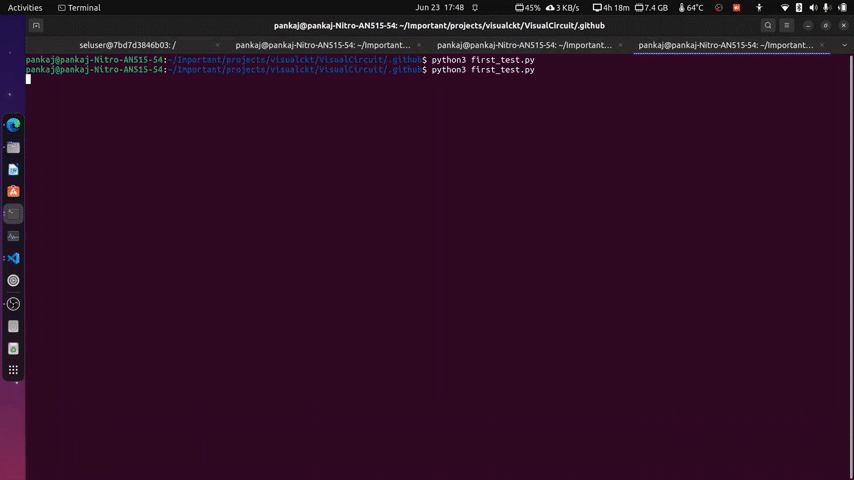 Activities Terminal Jun 23 17:48 45% 3 KB/s 4h 18m 7.4 GB 64°C
pankaj@pankaj-Nitro-AN515-54: ~/Important/projects/visualckt/VisualCircuit/.github
seluser@7bd7d3846b03: / pankaj@pankaj-Nitro-AN515-54: ~/Important... pankaj@pankaj-Nitro-AN515-54: ~/Important/... pankaj@pankaj-Nitro-AN515-54: ~/Important...
pankaj@pankaj-Nitro-AN515-54:~/Important/projects/visualckt/VisualCircuit/.github$ python3 first_test.py
pankaj@pankaj-Nitro-AN515-54:~/Important/projects/visualckt/VisualCircuit/.github$ python3 first_test.py